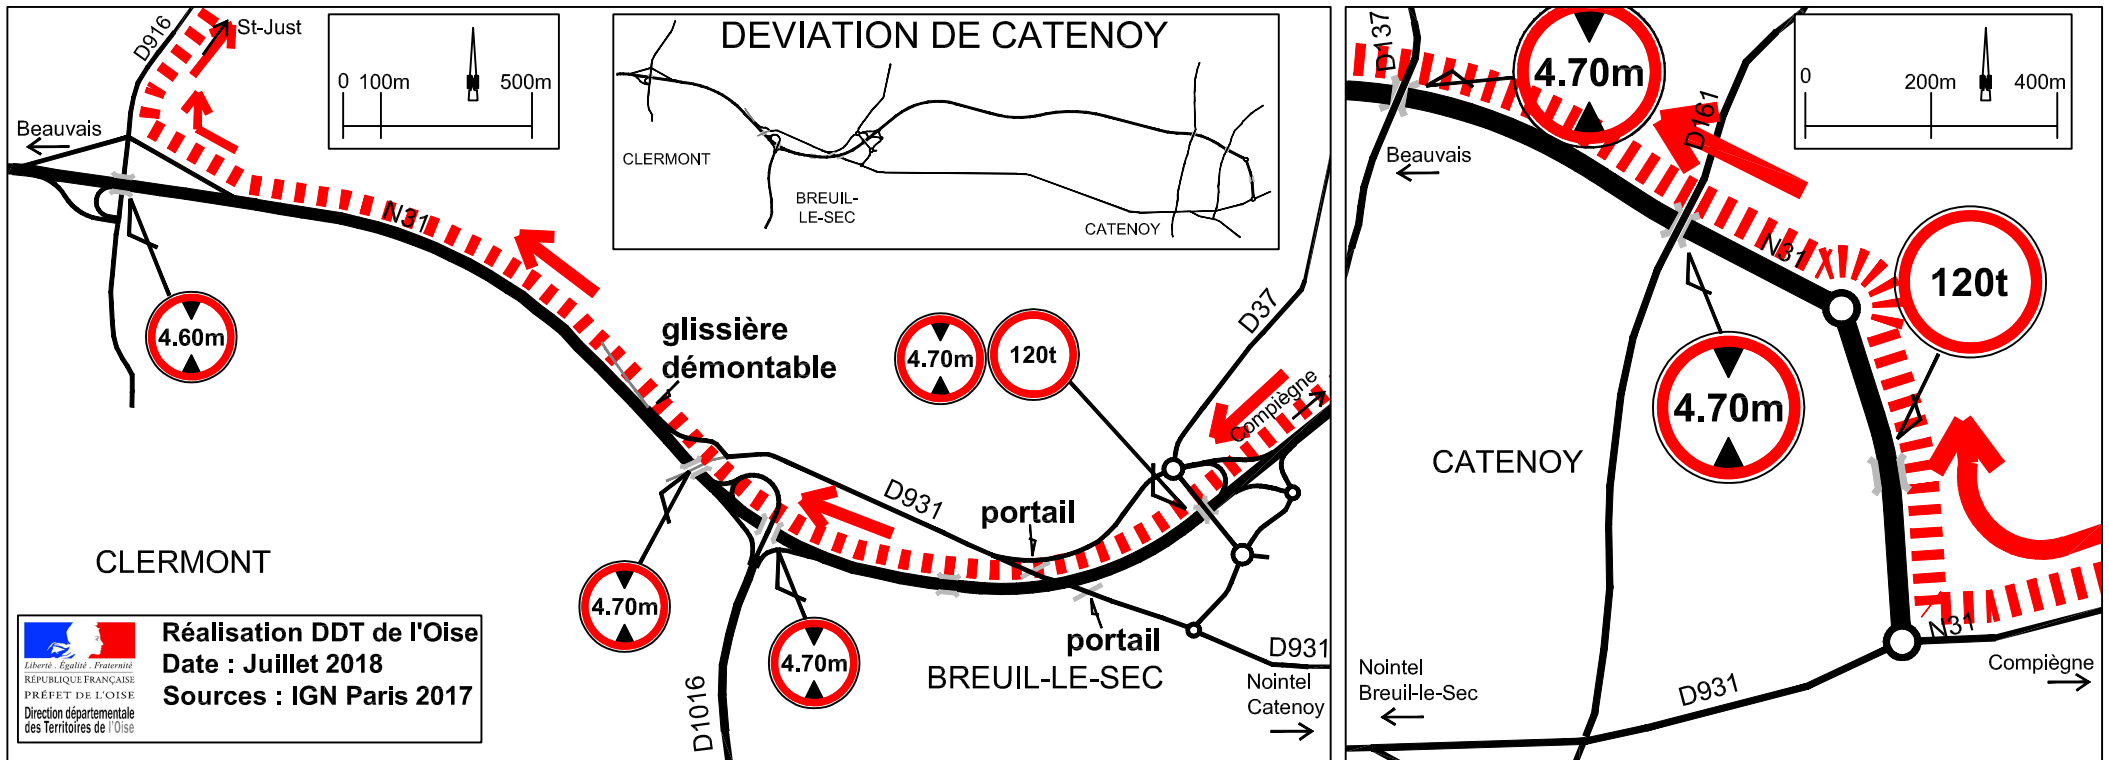 D916
St-Just
Beauvais
0 100m 500m
N
DEVIATION DE CATENOY
CLERMONT
BREUIL-
LE-SEC
CATENOY
N31
4.60m
glissière
démontable
4.70m
120t
D37
Compiègne
D931
portail
portail
CLERMONT
4.70m
4.70m
D1016
BREUIL-LE-SEC
D931
Nointel
Catenoy
Liberté . Égalité . Fraternité
RÉPUBLIQUE FRANÇAISE
PRÉFET DE L'OISE
Direction départementale
des Territoires de l'Oise
Réalisation DDT de l'Oise
Date : Juillet 2018
Sources : IGN Paris 2017
D137
4.70m
D161
0 200m 400m
N
Beauvais
N31
120t
4.70m
CATENOY
N31
Nointel
Breuil-le-Sec
D931
Compiègne